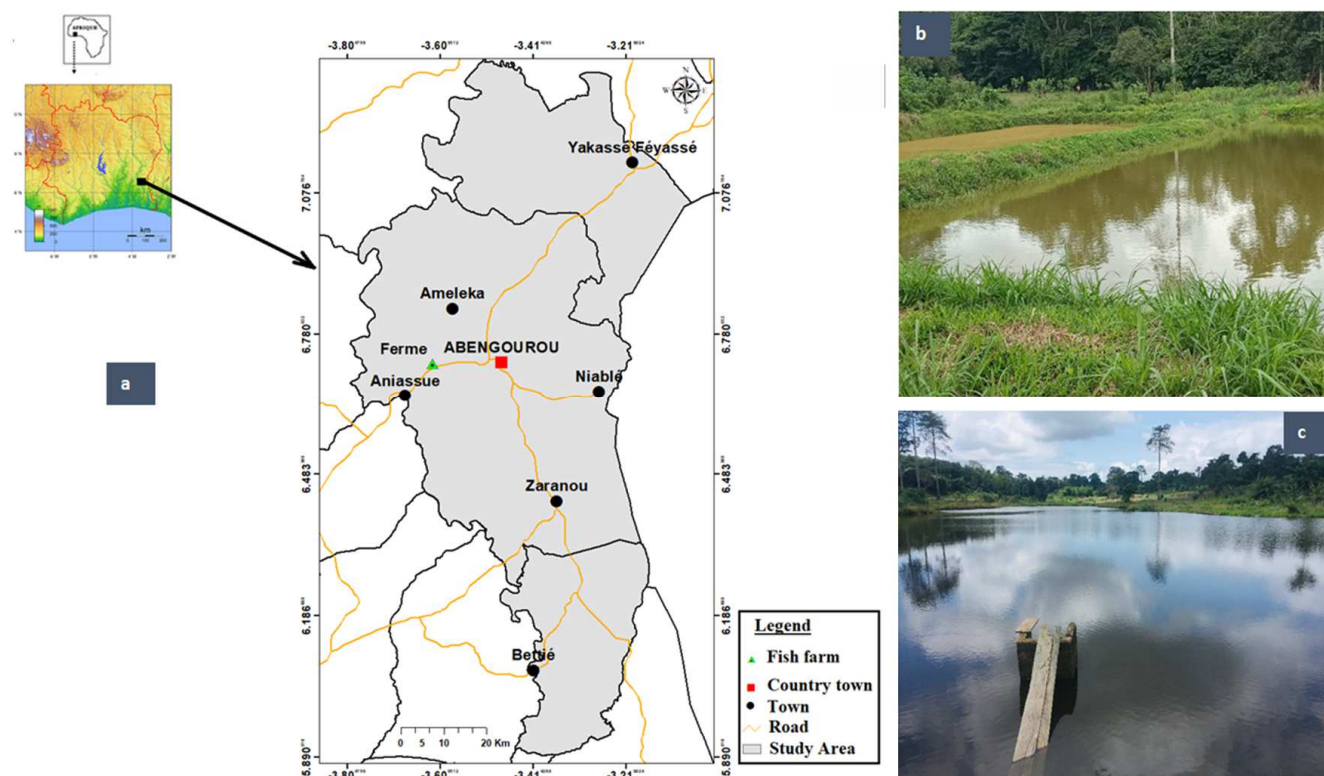 AFRIQUE
km
a
-3.80 -3.60 -3.41 -3.21
N
W E
S
Yakassé Féyassé
7.076 7.076
Ameleka
6.780 6.780
Ferme ABENGOUROU
Aniassue Niablé
6.483 6.483
Zaranou
6.186 6.186
Bettié
0 5 10 20 Km
5.890 5.890
-3.80 -3.60 -3.41 -3.21
Legend
Fish farm
Country town
Town
Road
Study Area
b
c